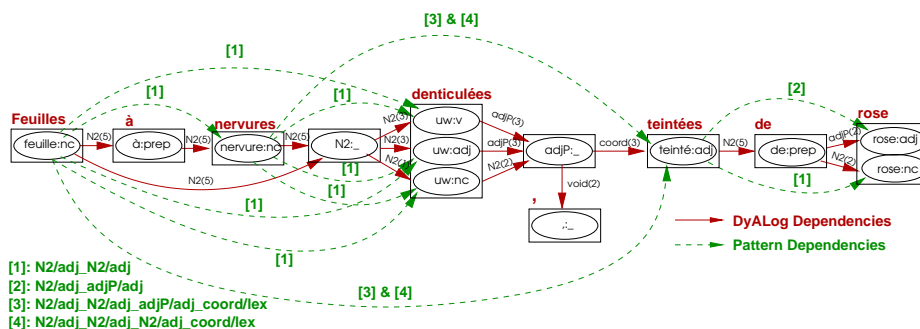 [3] & [4]
[1]
[1]
[1]
[2]
Feuilles
à
nervures
denticulées
teintées
de
rose
feuille:nc
N2(5)
à:prep
N2(5)
nervure:nc
N2(5)
N2:_
N2(3)
N2(3)
uw:v
uw:adj
uw:nc
adjP(3)
adjP(3)
N2(2)
adjP:_
coord(3)
teinté:adj
N2(5)
de:prep
adjP(2)
N2(2)
rose:adj
rose:nc
N2(5)
void(2)
,
,:_
[1]
[1]
[1]
[1]
[1]
[3] & [4]
DyALog Dependencies
Pattern Dependencies
[1]: N2/adj_N2/adj
[2]: N2/adj_adjP/adj
[3]: N2/adj_N2/adj_adjP/adj_coord/lex
[4]: N2/adj_N2/adj_N2/adj_coord/lex